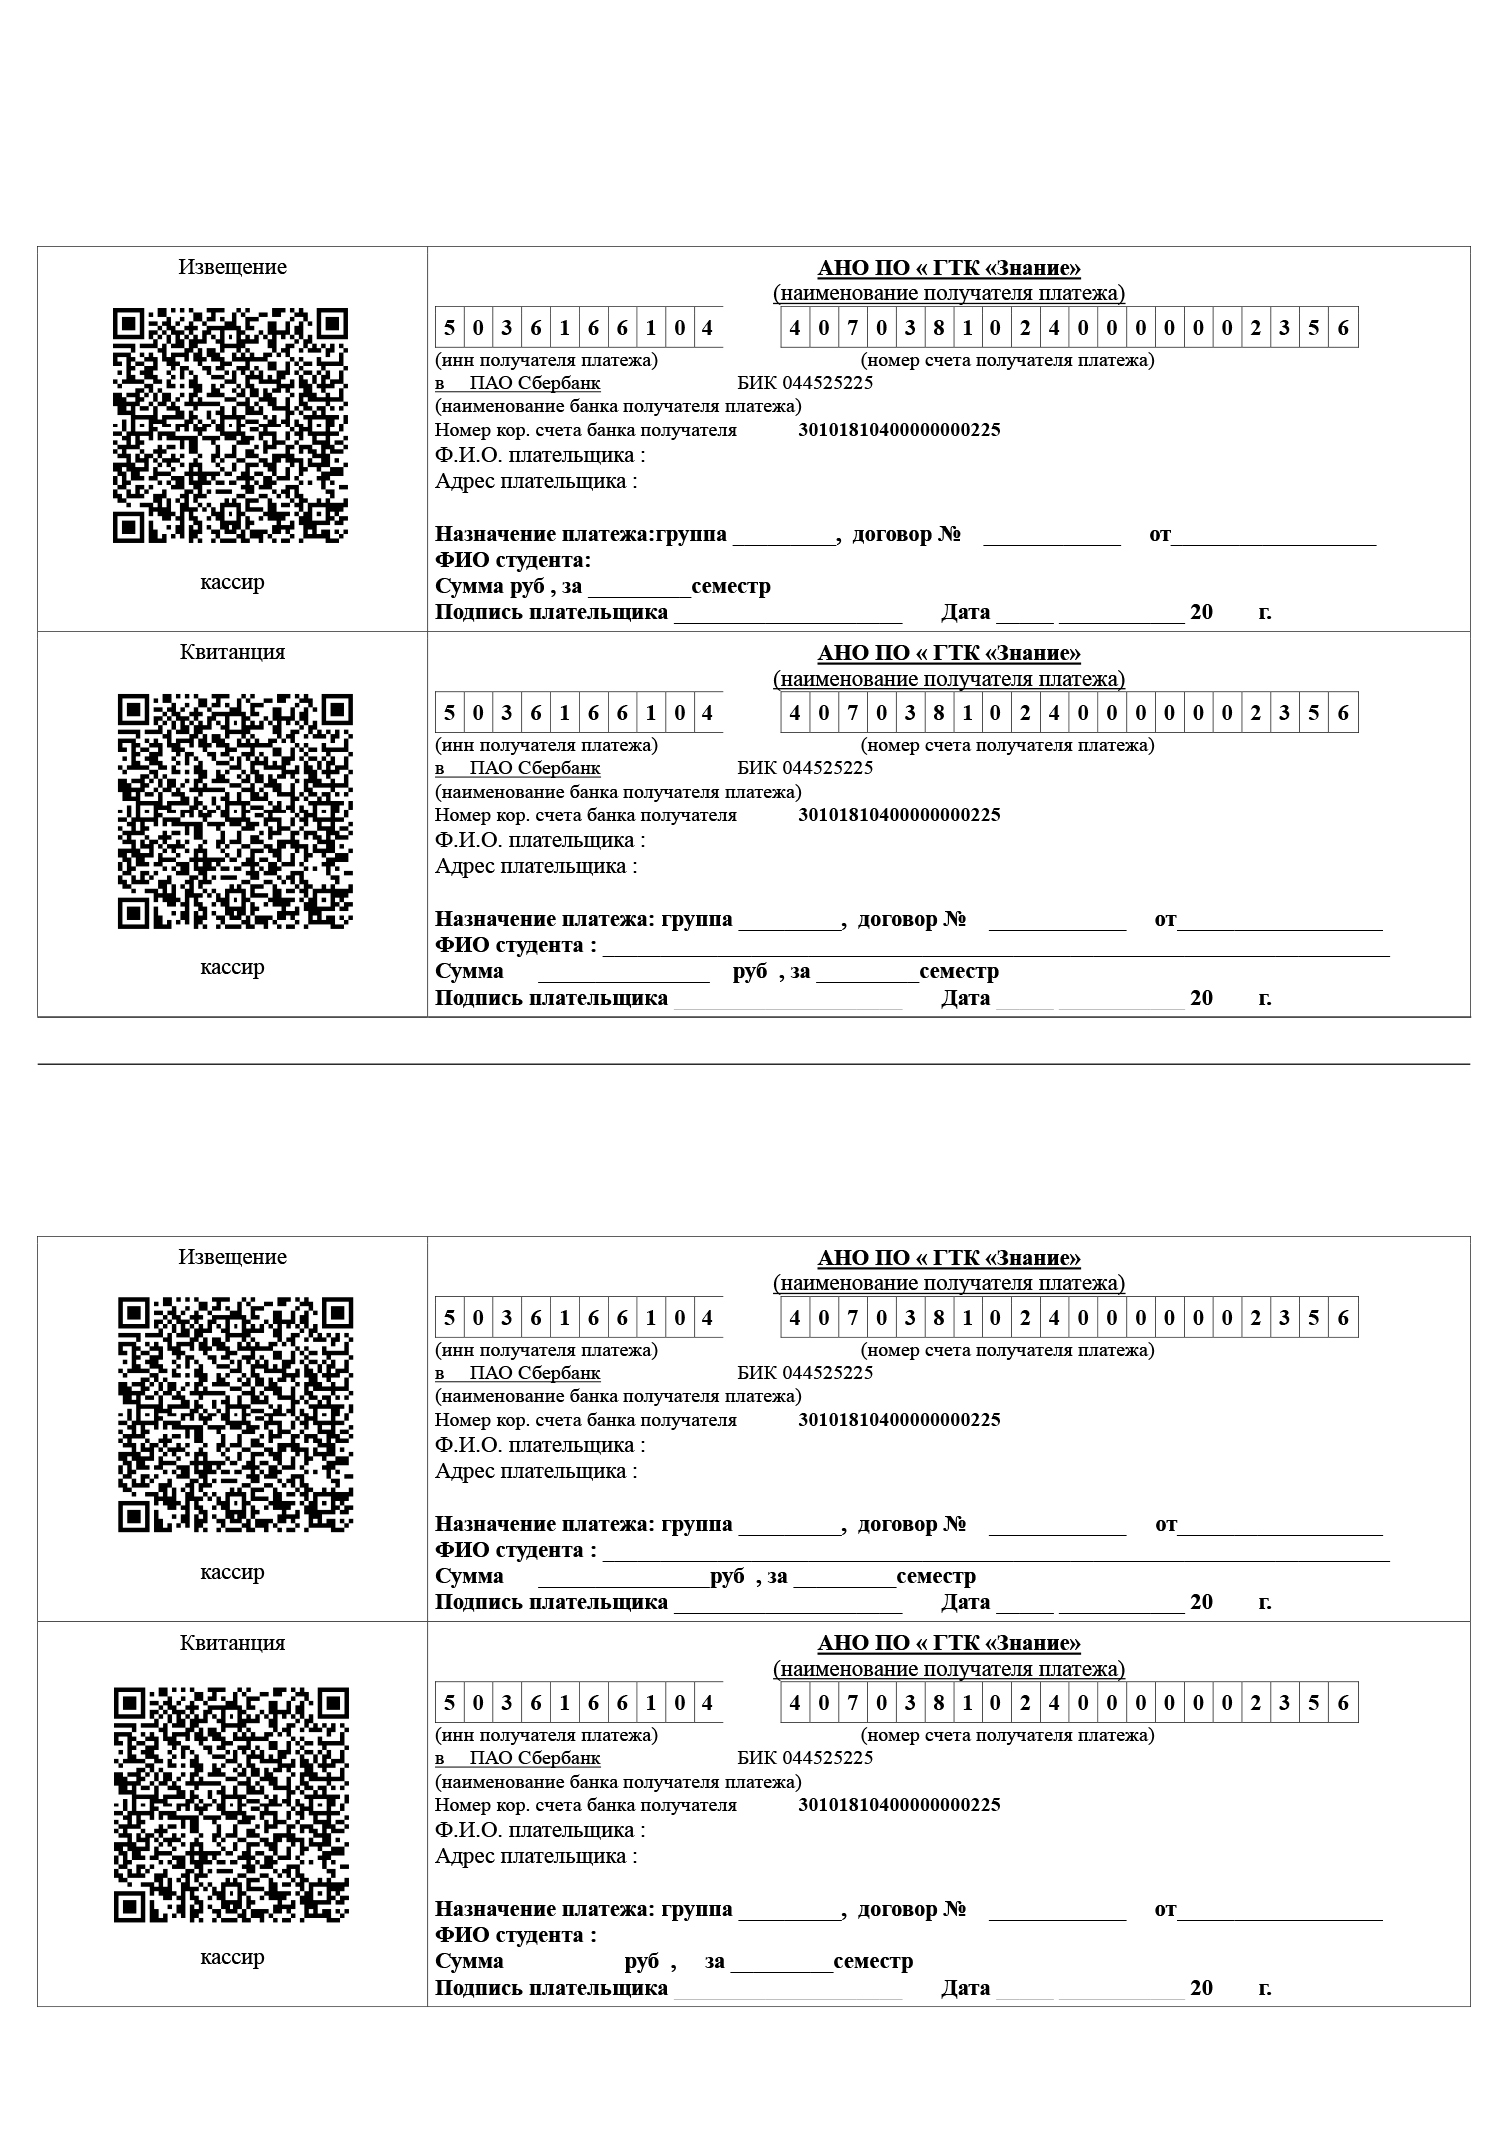 Извещение
кассир
АНО ПО « ГТК «Знание»
(наименование получателя платежа)
5 0 3 6 1 6 6 1 0 4 4 0 7 0 3 8 1 0 2 4 0 0 0 0 0 0 2 3 5 6
(инн получателя платежа) (номер счета получателя платежа)
в ПАО Сбербанк БИК 044525225
(наименование банка получателя платежа)
Номер кор. счета банка получателя 30101810400000000225
Ф.И.О. плательщика :
Адрес плательщика :
Назначение платежа:группа _________, договор № ____________ от__________________
ФИО студента:
Сумма руб , за _________семестр
Подпись плательщика ____________________ Дата _____ ___________ 20 г.
Квитанция
кассир
АНО ПО « ГТК «Знание»
(наименование получателя платежа)
5 0 3 6 1 6 6 1 0 4 4 0 7 0 3 8 1 0 2 4 0 0 0 0 0 0 2 3 5 6
(инн получателя платежа) (номер счета получателя платежа)
в ПАО Сбербанк БИК 044525225
(наименование банка получателя платежа)
Номер кор. счета банка получателя 30101810400000000225
Ф.И.О. плательщика :
Адрес плательщика :
Назначение платежа: группа _________, договор № ____________ от__________________
ФИО студента : _____________________________________________________________________
Сумма _______________ руб , за _________семестр
Подпись плательщика ____________________ Дата _____ ___________ 20 г.
Извещение
кассир
АНО ПО « ГТК «Знание»
(наименование получателя платежа)
5 0 3 6 1 6 6 1 0 4 4 0 7 0 3 8 1 0 2 4 0 0 0 0 0 0 2 3 5 6
(инн получателя платежа) (номер счета получателя платежа)
в ПАО Сбербанк БИК 044525225
(наименование банка получателя платежа)
Номер кор. счета банка получателя 30101810400000000225
Ф.И.О. плательщика :
Адрес плательщика :
Назначение платежа: группа _________, договор № ____________ от__________________
ФИО студента : _____________________________________________________________________
Сумма _______________руб , за _________семестр
Подпись плательщика ____________________ Дата _____ ___________ 20 г.
Квитанция
кассир
АНО ПО « ГТК «Знание»
(наименование получателя платежа)
5 0 3 6 1 6 6 1 0 4 4 0 7 0 3 8 1 0 2 4 0 0 0 0 0 0 2 3 5 6
(инн получателя платежа) (номер счета получателя платежа)
в ПАО Сбербанк БИК 044525225
(наименование банка получателя платежа)
Номер кор. счета банка получателя 30101810400000000225
Ф.И.О. плательщика :
Адрес плательщика :
Назначение платежа: группа _________, договор № ____________ от__________________
ФИО студента :
Сумма руб , за _________семестр
Подпись плательщика ____________________ Дата _____ ___________ 20 г.